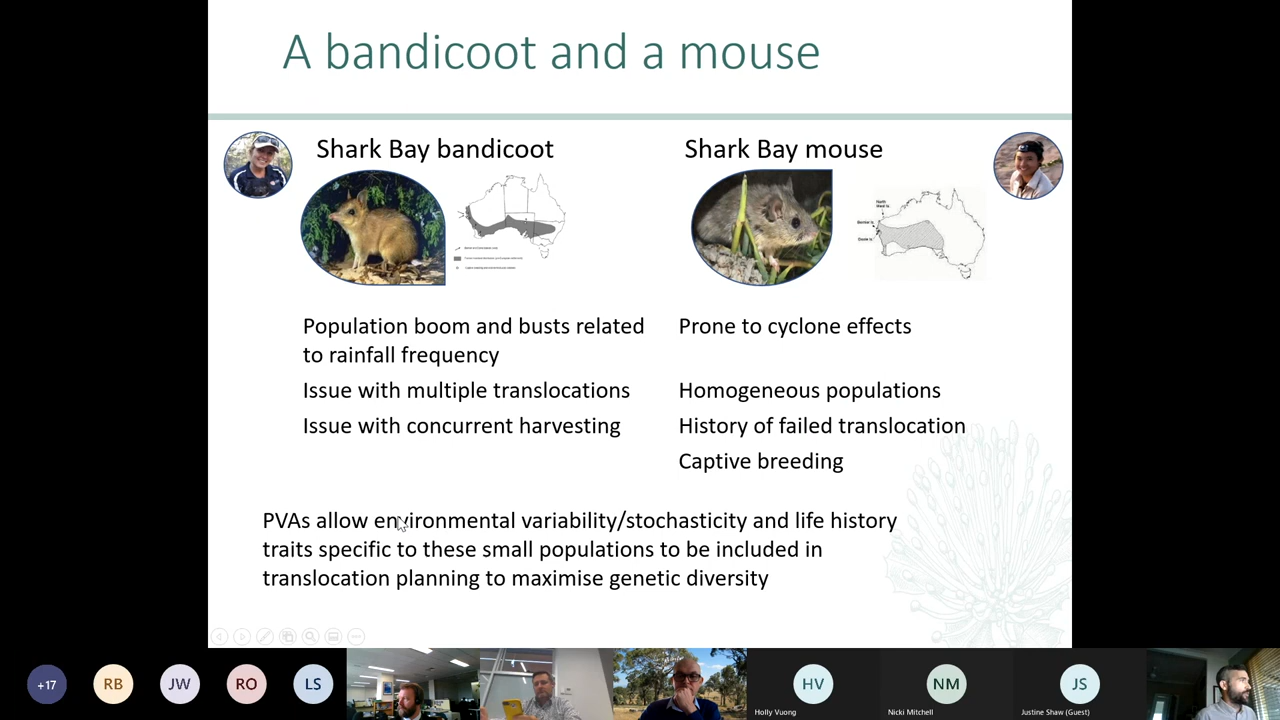 A bandicoot and a mouse
Shark Bay bandicoot
Shark Bay mouse
Population boom and busts related
to rainfall frequency
Issue with multiple translocations
Issue with concurrent harvesting
Prone to cyclone effects
Homogeneous populations
History of failed translocation
Captive breeding
PVAs allow environmental variability/stochasticity and life history
traits specific to these small populations to be included in
translocation planning to maximise genetic diversity
+17
RB
JW
RO
LS
HV
Holly Vuong
NM
Nicki Mitchell
JS
Justine Shaw (Guest)